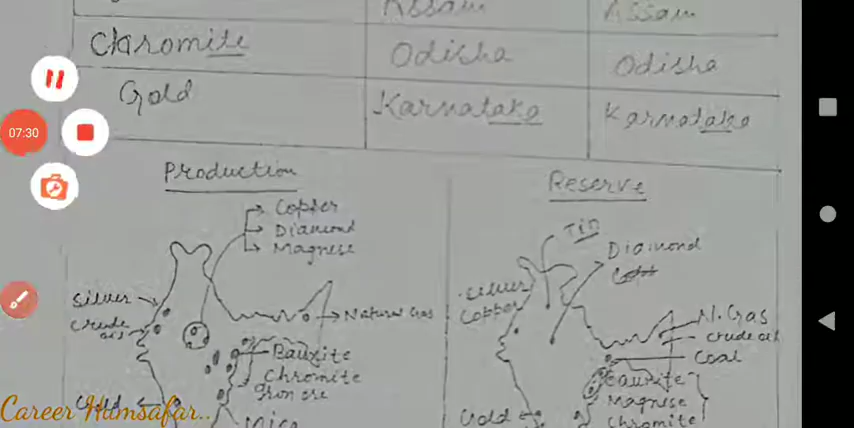 Assam Assam
Chromite Odisha Odisha
Gold Karnataka Karnataka
07:30
Production
Copper
Diamond
Magnese
Silver
Crude oil
Natural Gas
Bauxite
Chromite
Iron ore
Mica
Gold
Reserve
Tin
Diamond
Silver
Copper
N. Gas
Crude oil
Coal
Bauxite
Magnese
Chromite
Gold
Career Humsafar..